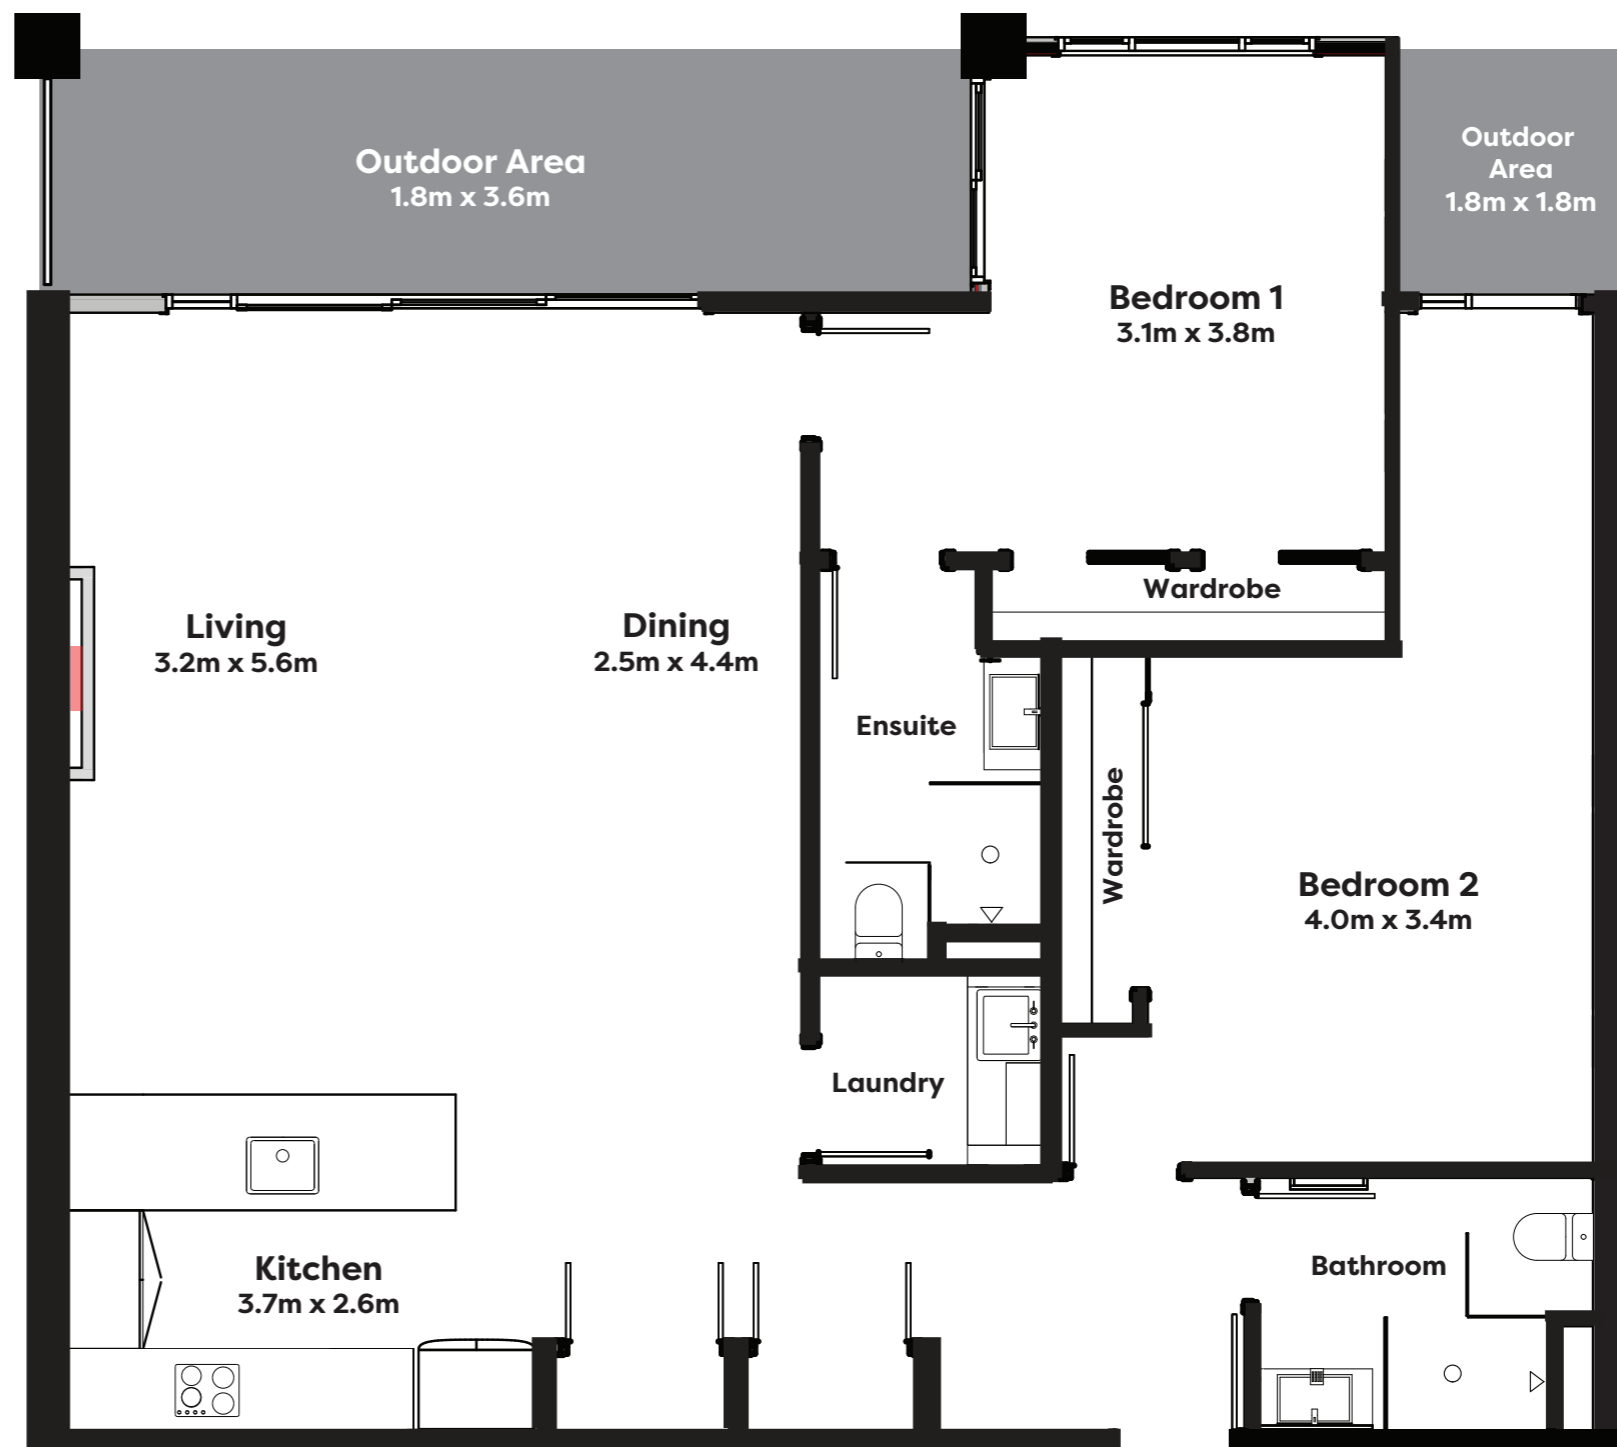 Outdoor Area
1.8m x 3.6m
Outdoor
Area
1.8m x 1.8m
Bedroom 1
3.1m x 3.8m
Wardrobe
Living
3.2m x 5.6m
Dining
2.5m x 4.4m
Ensuite
Wardrobe
Bedroom 2
4.0m x 3.4m
Laundry
Kitchen
3.7m x 2.6m
Bathroom